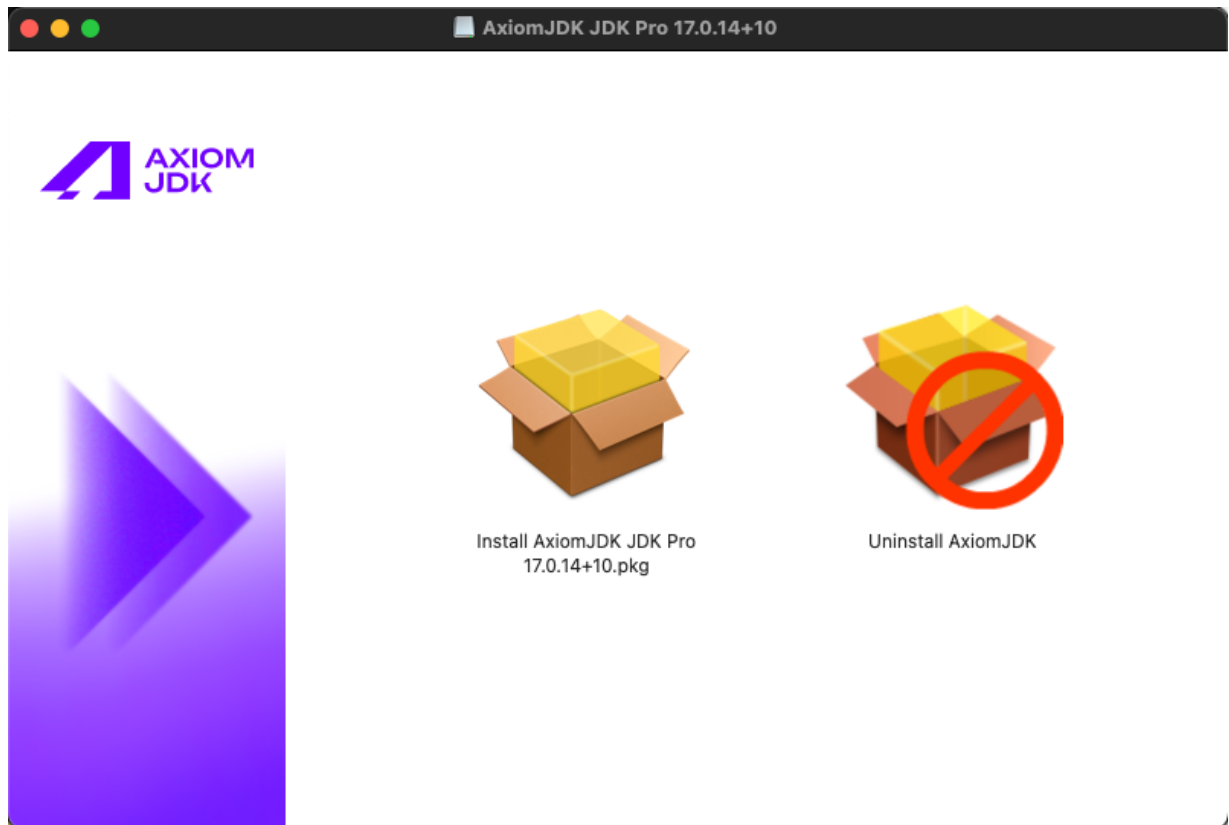 AxiomJDK JDK Pro 17.0.14+10
AXIOM
JDK
Install AxiomJDK JDK Pro
17.0.14+10.pkg
Uninstall AxiomJDK